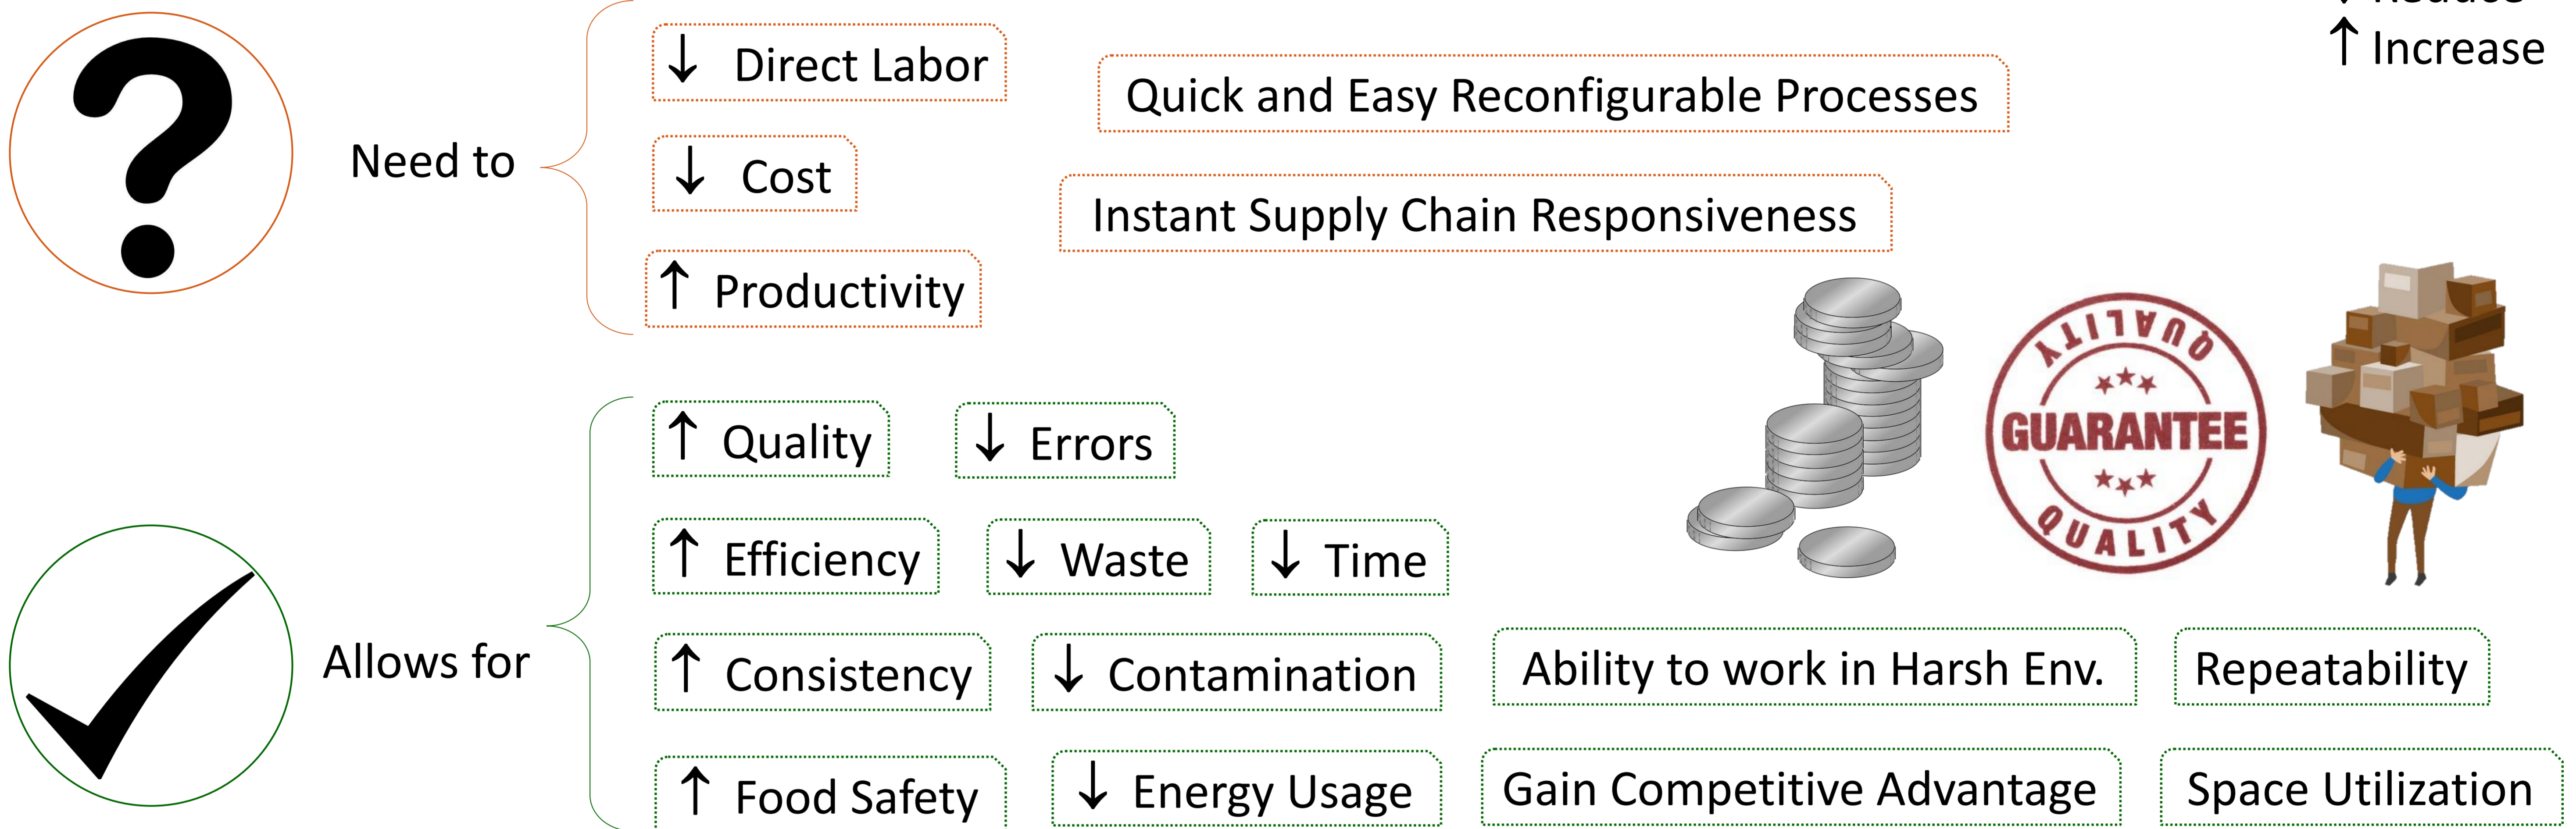 Reduce
↑ Increase
Need to
↓ Direct Labor
↓ Cost
↑ Productivity
Quick and Easy Reconfigurable Processes
Instant Supply Chain Responsiveness
QUALITY
GUARANTEE
QUALITY
Allows for
↑ Quality
↓ Errors
↑ Efficiency
↓ Waste
↓ Time
↑ Consistency
↓ Contamination
Ability to work in Harsh Env.
Repeatability
↑ Food Safety
↓ Energy Usage
Gain Competitive Advantage
Space Utilization